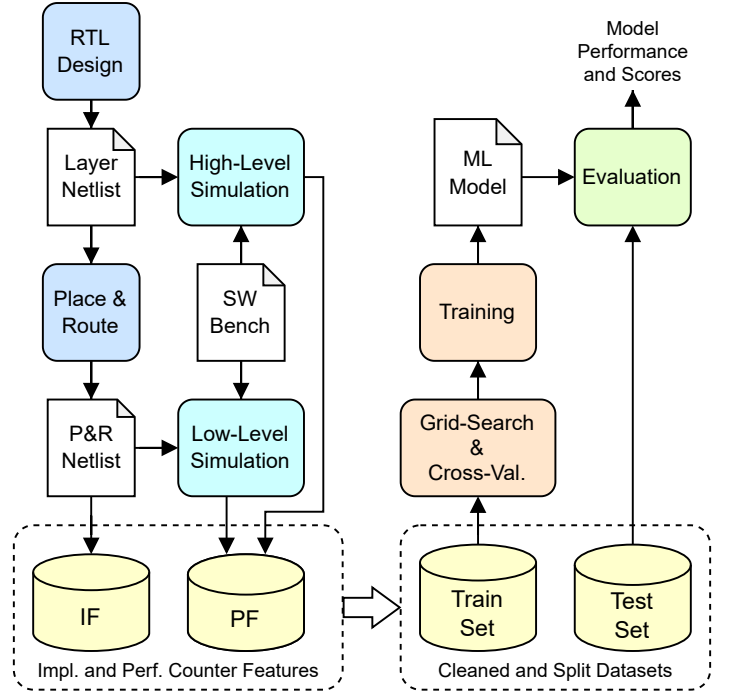 RTL
Design
Layer
Netlist
High-Level
Simulation
Place &
Route
SW
Bench
P&R
Netlist
Low-Level
Simulation
IF
PF
Impl. and Perf. Counter Features
Model
Performance
and Scores
ML
Model
Evaluation
Training
Grid-Search
&
Cross-Val.
Train
Set
Test
Set
Cleaned and Split Datasets